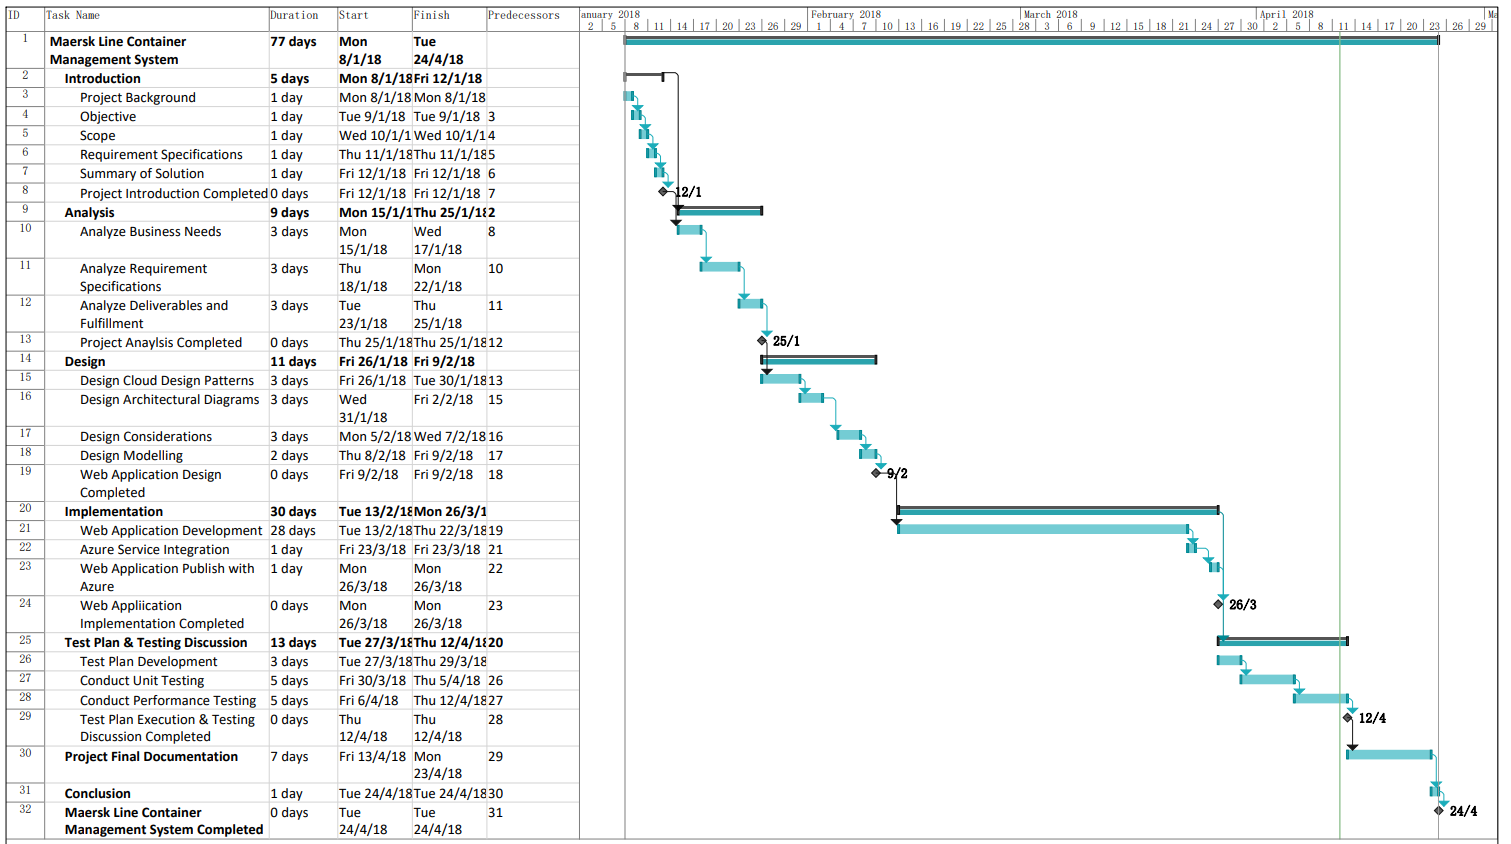 ID Task Name Duration Start Finish Predecessors
anuary 2018 February 2018 March 2018 April 2018
2 5 8 11 14 17 20 23 26 29 1 4 7 10 13 16 19 22 25 28 3 6 9 12 15 18 21 24 27 30 2 5 8 11 14 17 20 23 26 29
1 Maersk Line Container 77 days Mon Tue
Management System 8/1/18 24/4/18
2 Introduction 5 days Mon 8/1/18 Fri 12/1/18
3 Project Background 1 day Mon 8/1/18 Mon 8/1/18
4 Objective 1 day Tue 9/1/18 Tue 9/1/18 3
5 Scope 1 day Wed 10/1/1 Wed 10/1/1 4
6 Requirement Specifications 1 day Thu 11/1/18 Thu 11/1/18 5
7 Summary of Solution 1 day Fri 12/1/18 Fri 12/1/18 6
8 Project Introduction Completed 0 days Fri 12/1/18 Fri 12/1/18 7 12/1
9 Analysis 9 days Mon 15/1/1 Thu 25/1/18 2
10 Analyze Business Needs 3 days Mon Wed 8
15/1/18 17/1/18
11 Analyze Requirement 3 days Thu Mon 10
Specifications 18/1/18 22/1/18
12 Analyze Deliverables and 3 days Tue Thu 11
Fulfillment 23/1/18 25/1/18
13 Project Anaylsis Completed 0 days Thu 25/1/18 Thu 25/1/18 12 25/1
14 Design 11 days Fri 26/1/18 Fri 9/2/18
15 Design Cloud Design Patterns 3 days Fri 26/1/18 Tue 30/1/18 13
16 Design Architectural Diagrams 3 days Wed Fri 2/2/18 15
31/1/18
17 Design Considerations 3 days Mon 5/2/18 Wed 7/2/18 16
18 Design Modelling 2 days Thu 8/2/18 Fri 9/2/18 17
19 Web Application Design 0 days Fri 9/2/18 Fri 9/2/18 18 9/2
Completed
20 Implementation 30 days Tue 13/2/18 Mon 26/3/1
21 Web Application Development 28 days Tue 13/2/18 Thu 22/3/18 19
22 Azure Service Integration 1 day Fri 23/3/18 Fri 23/3/18 21
23 Web Application Publish with 1 day Mon Mon 22
Azure 26/3/18 26/3/18
24 Web Appliication 0 days Mon Mon 23 26/3
Implementation Completed 26/3/18 26/3/18
25 Test Plan & Testing Discussion 13 days Tue 27/3/18 Thu 12/4/18 20
26 Test Plan Development 3 days Tue 27/3/18 Thu 29/3/18
27 Conduct Unit Testing 5 days Fri 30/3/18 Thu 5/4/18 26
28 Conduct Performance Testing 5 days Fri 6/4/18 Thu 12/4/18 27
29 Test Plan Execution & Testing 0 days Thu Thu 28 12/4
Discussion Completed 12/4/18 12/4/18
30 Project Final Documentation 7 days Fri 13/4/18 Mon 29
23/4/18
31 Conclusion 1 day Tue 24/4/18 Tue 24/4/18 30
32 Maersk Line Container 0 days Tue Tue 31 24/4
Management System Completed 24/4/18 24/4/18